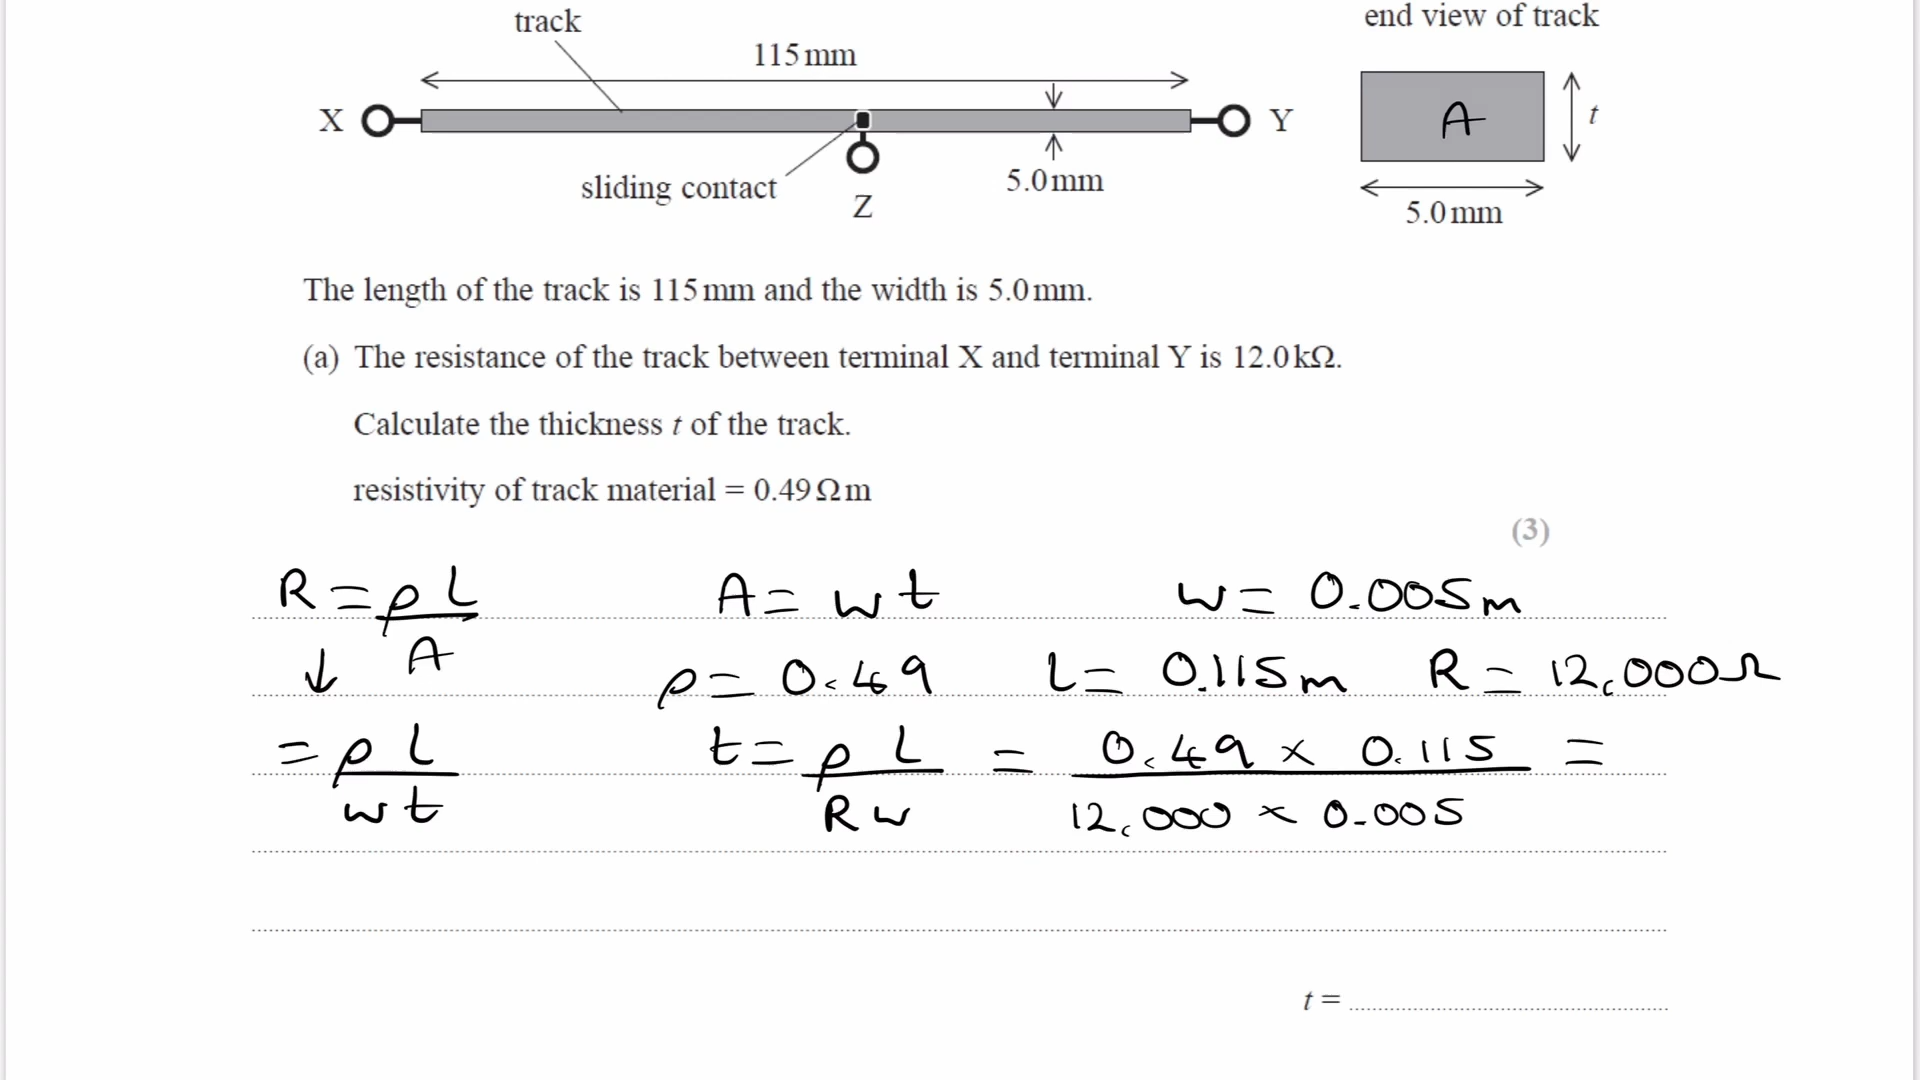 track
115 mm
end view of track
X
Y
A
t
sliding contact
Z
5.0 mm
5.0 mm
The length of the track is 115 mm and the width is 5.0 mm.
(a) The resistance of the track between terminal X and terminal Y is 12.0 kΩ.
Calculate the thickness t of the track.
resistivity of track material = 0.49 Ω m
(3)
R = ρL / A
A = wt
w = 0.005m
↓
ρ = 0.49
L = 0.115m
R = 12,000Ω
= ρL / wt
t = ρL / Rw = 0.49 × 0.115 / 12,000 × 0.005 =
t =